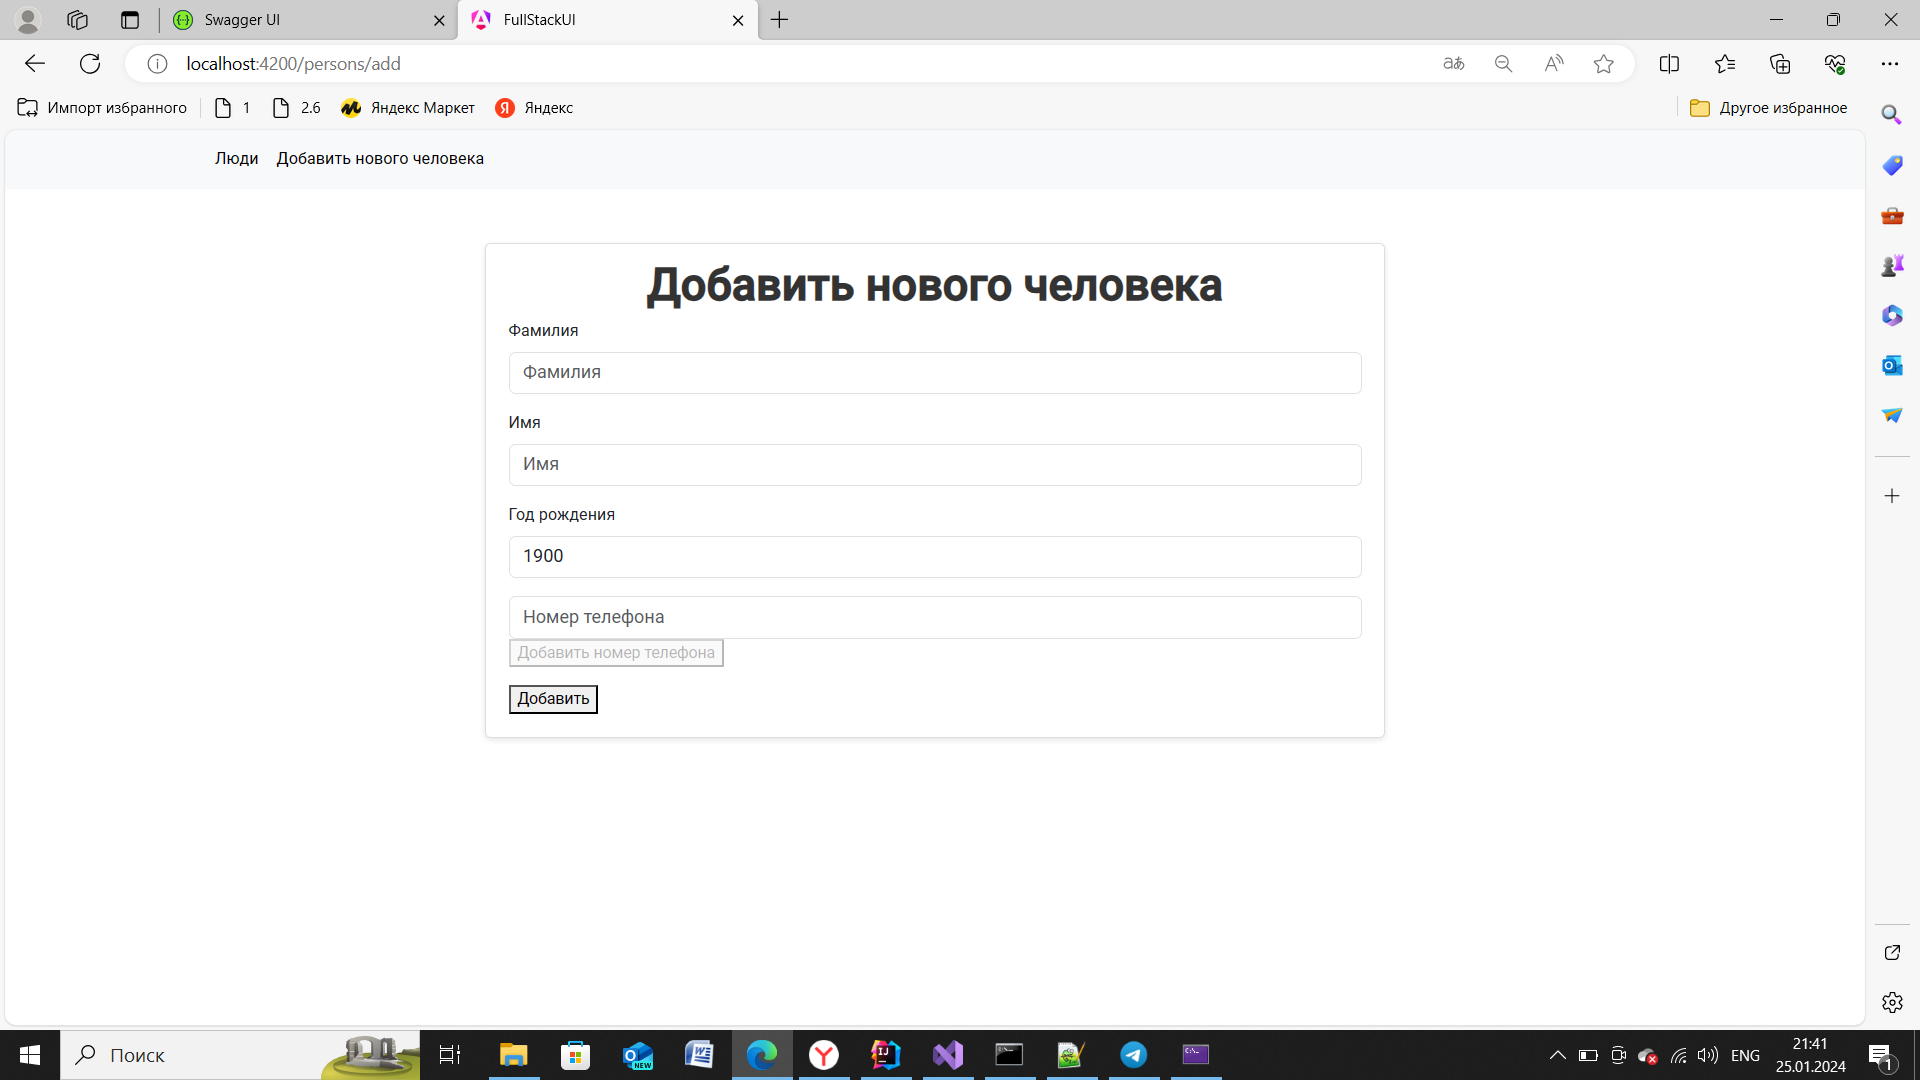 Swagger UI
FullStackUI
localhost:4200/persons/add
Импорт избранного
1
2.6
Яндекс Маркет
Яндекс
Другое избранное
Люди
Добавить нового человека
Добавить нового человека
Фамилия
Фамилия
Имя
Имя
Год рождения
1900
Номер телефона
Добавить номер телефона
Добавить
Поиск
NEW
ENG
21:41
25.01.2024
1